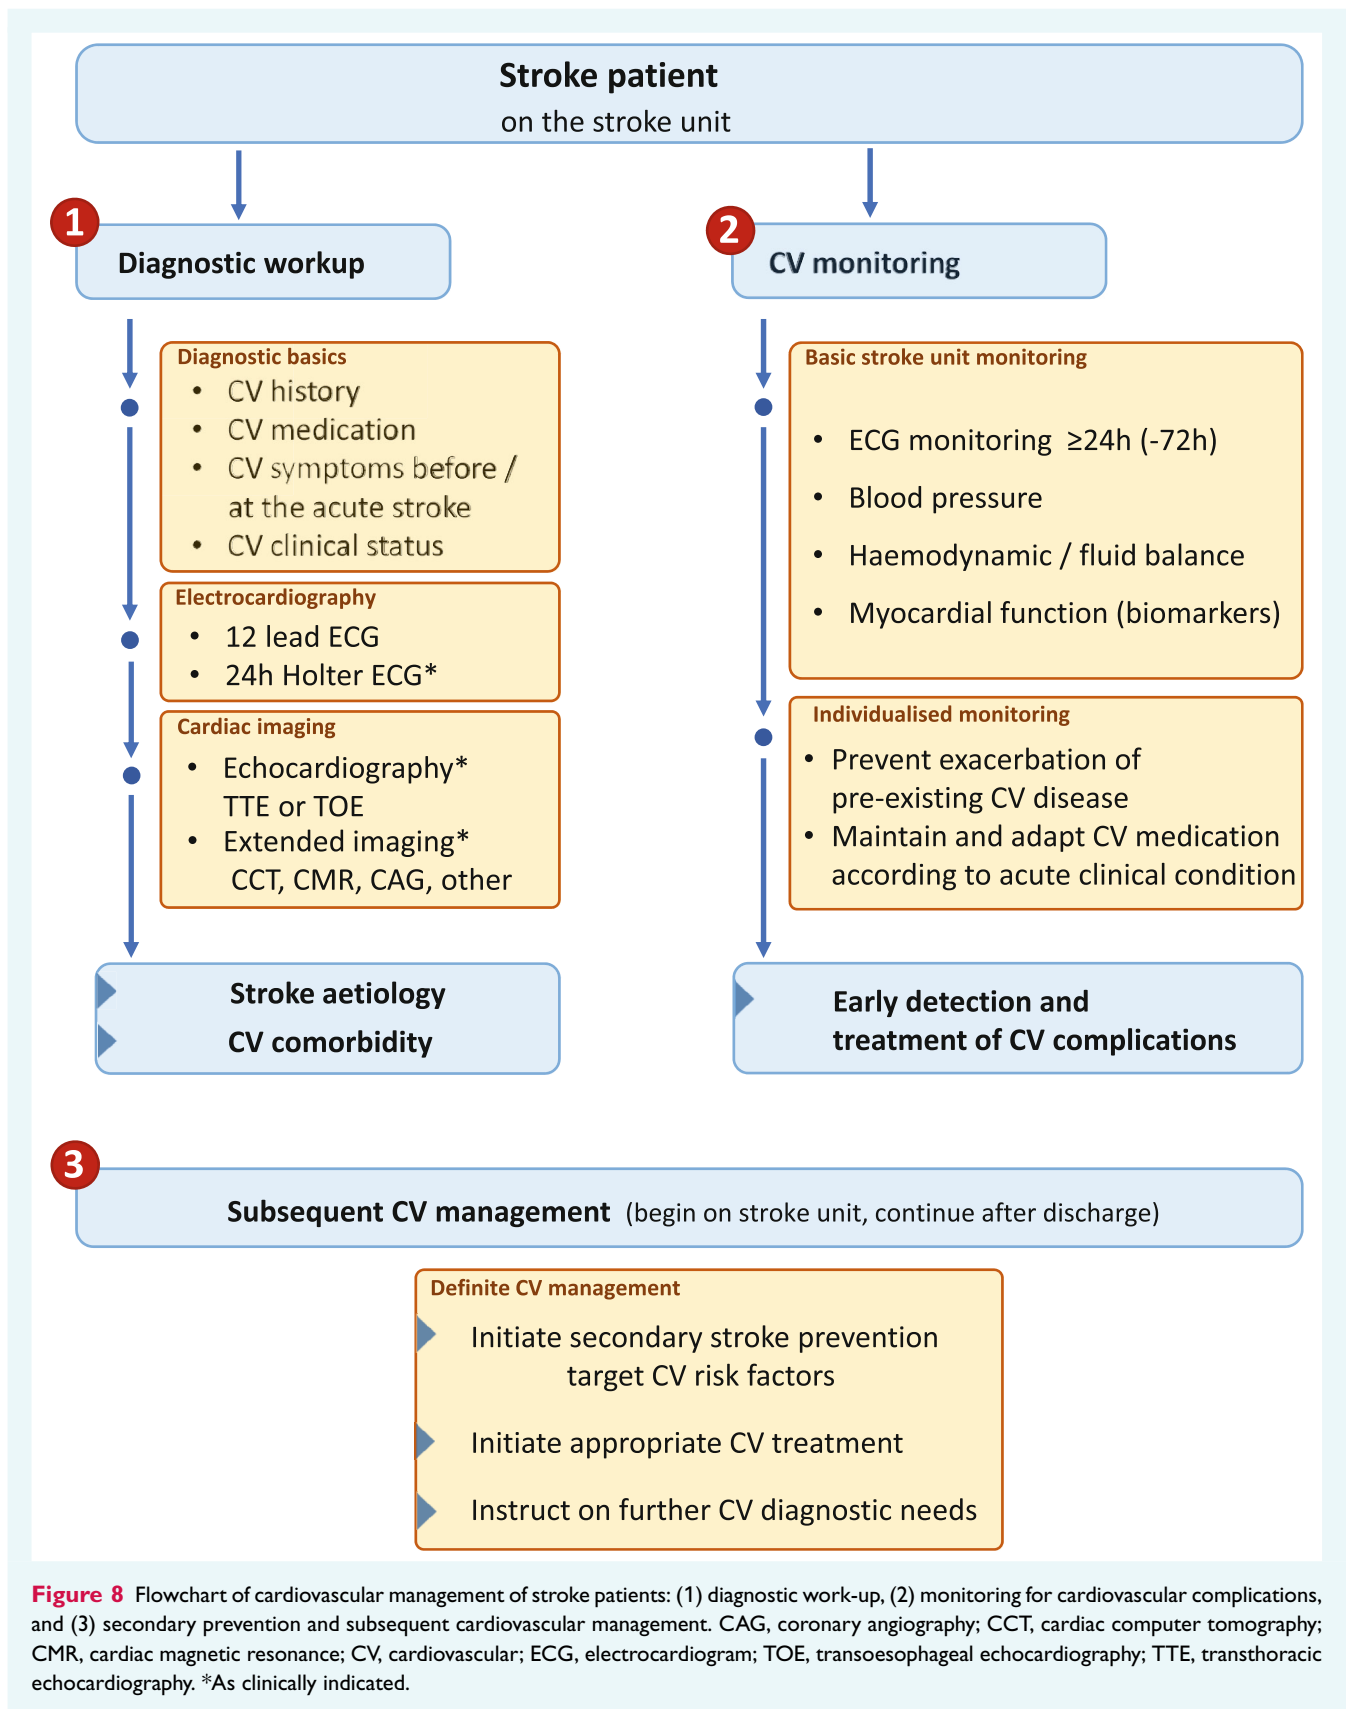 Stroke patient
on the stroke unit
1
Diagnostic workup
Diagnostic basics
• CV history
• CV medication
• CV symptoms before /
at the acute stroke
• CV clinical status
Electrocardiography
• 12 lead ECG
• 24h Holter ECG*
Cardiac imaging
• Echocardiography*
TTE or TOE
• Extended imaging*
CCT, CMR, CAG, other
Stroke aetiology
CV comorbidity
2
CV monitoring
Basic stroke unit monitoring
• ECG monitoring ≥24h (-72h)
• Blood pressure
• Haemodynamic / fluid balance
• Myocardial function (biomarkers)
Individualised monitoring
• Prevent exacerbation of
pre-existing CV disease
• Maintain and adapt CV medication
according to acute clinical condition
Early detection and
treatment of CV complications
3
Subsequent CV management (begin on stroke unit, continue after discharge)
Definite CV management
Initiate secondary stroke prevention
target CV risk factors
Initiate appropriate CV treatment
Instruct on further CV diagnostic needs
Figure 8 Flowchart of cardiovascular management of stroke patients: (1) diagnostic work-up, (2) monitoring for cardiovascular complications,
and (3) secondary prevention and subsequent cardiovascular management. CAG, coronary angiography; CCT, cardiac computer tomography;
CMR, cardiac magnetic resonance; CV, cardiovascular; ECG, electrocardiogram; TOE, transoesophageal echocardiography; TTE, transthoracic
echocardiography. *As clinically indicated.